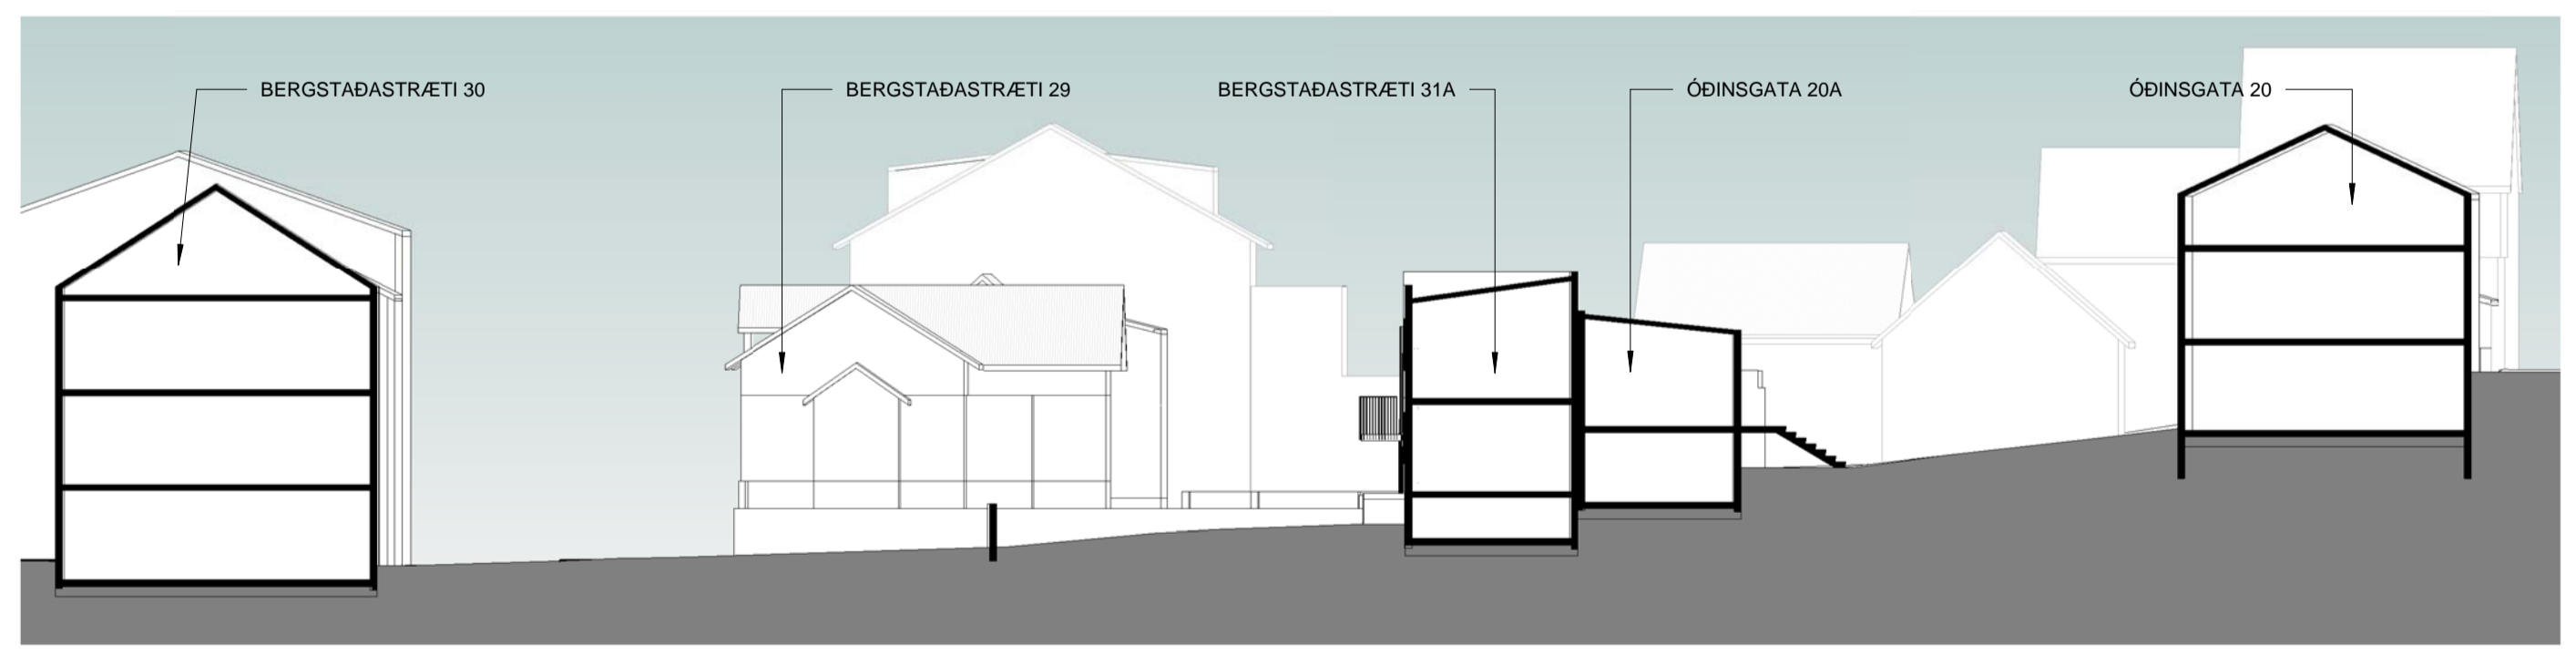 BERGSTAÐASTRÆTI 30
BERGSTAÐASTRÆTI 29
BERGSTAÐASTRÆTI 31A
ÓÐINSGATA 20A
ÓÐINSGATA 20